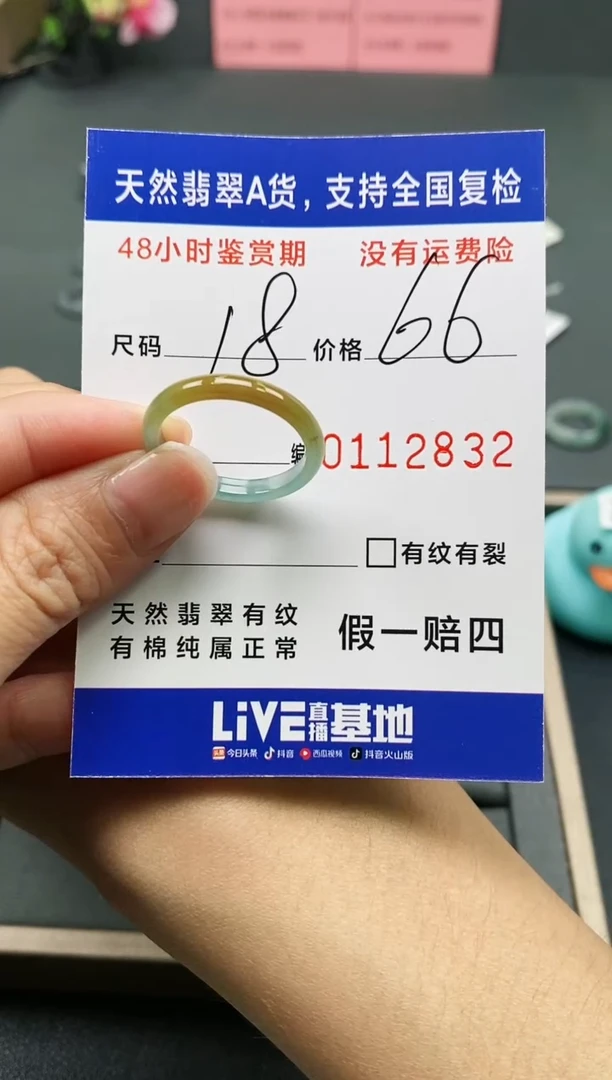 天然翡翠A货，支持全国复检
48小时鉴赏期 没有运费险
尺码 18 价格 66
编 0112832
有纹有裂
天然翡翠有纹
有棉纯属正常
假一赔四
LiVE直播基地
头条 今日头条 抖音 西瓜视频 抖音火山版